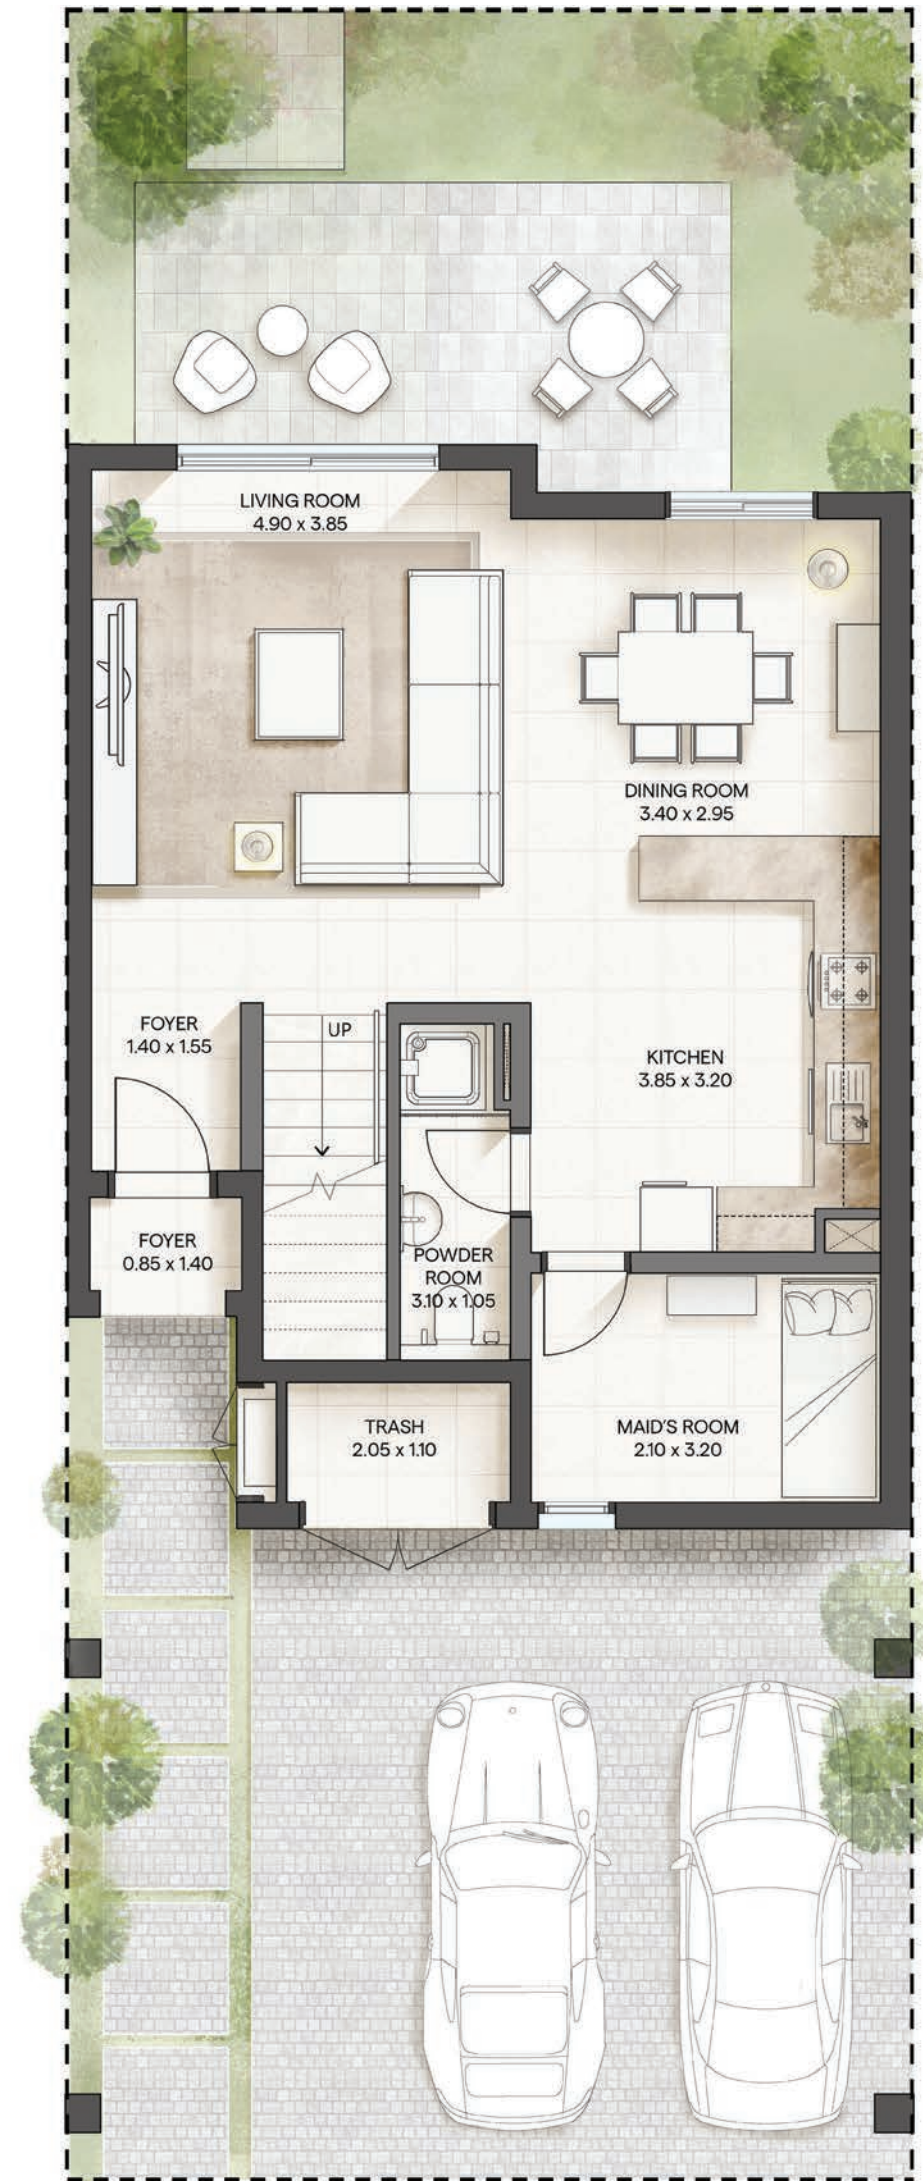 LIVING ROOM
4.90 x 3.85
DINING ROOM
3.40 x 2.95
FOYER
1.40 x 1.55
UP
KITCHEN
3.85 x 3.20
FOYER
0.85 x 1.40
POWDER
ROOM
3.10 x 1.05
TRASH
2.05 x 1.10
MAID'S ROOM
2.10 x 3.20